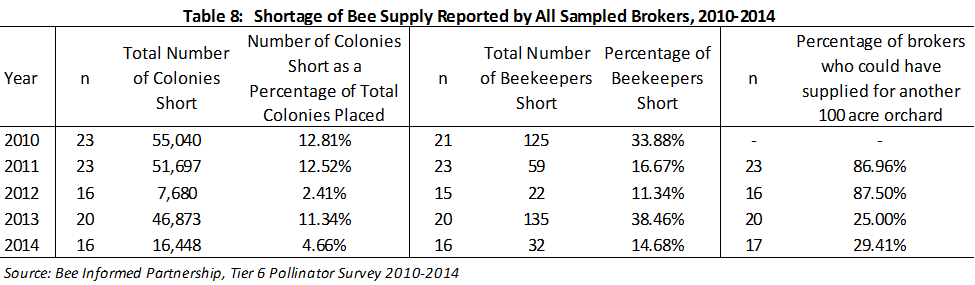 Table 8: Shortage of Bee Supply Reported by All Sampled Brokers, 2010-2014
Year n Total Number of Colonies Short Number of Colonies Short as a Percentage of Total Colonies Placed n Total Number of Beekeepers Short Percentage of Beekeepers Short n Percentage of brokers who could have supplied for another 100 acre orchard
2010 23 55,040 12.81% 21 125 33.88% - -
2011 23 51,697 12.52% 23 59 16.67% 23 86.96%
2012 16 7,680 2.41% 15 22 11.34% 16 87.50%
2013 20 46,873 11.34% 20 135 38.46% 20 25.00%
2014 16 16,448 4.66% 16 32 14.68% 17 29.41%
Source: Bee Informed Partnership, Tier 6 Pollinator Survey 2010-2014